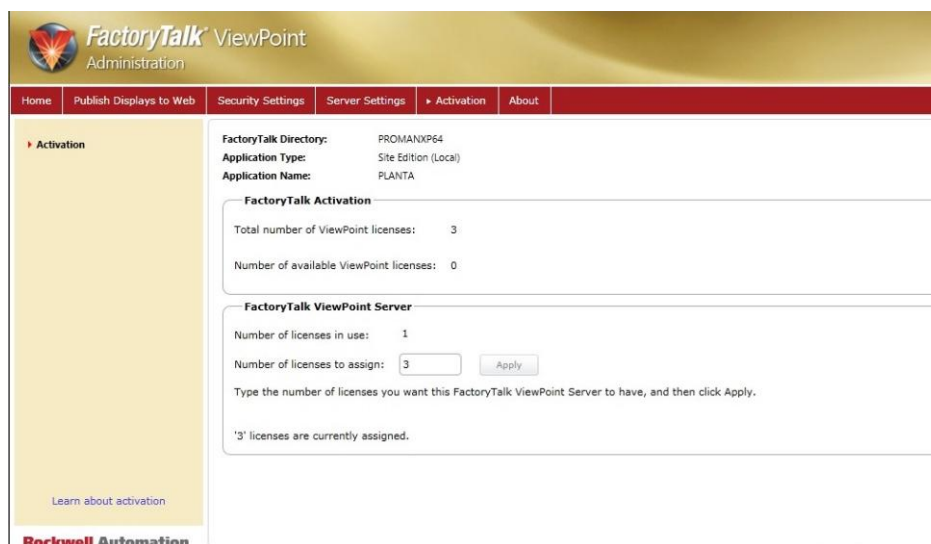 FactoryTalk® ViewPoint
Administration
Home Publish Displays to Web Security Settings Server Settings Activation About
Activation
FactoryTalk Directory: PROMANXP64
Application Type: Site Edition (Local)
Application Name: PLANTA
FactoryTalk Activation
Total number of ViewPoint licenses: 3
Number of available ViewPoint licenses: 0
FactoryTalk ViewPoint Server
Number of licenses in use: 1
Number of licenses to assign: 3 Apply
Type the number of licenses you want this FactoryTalk ViewPoint Server to have, and then click Apply.
'3' licenses are currently assigned.
Learn about activation
Rockwell Automation